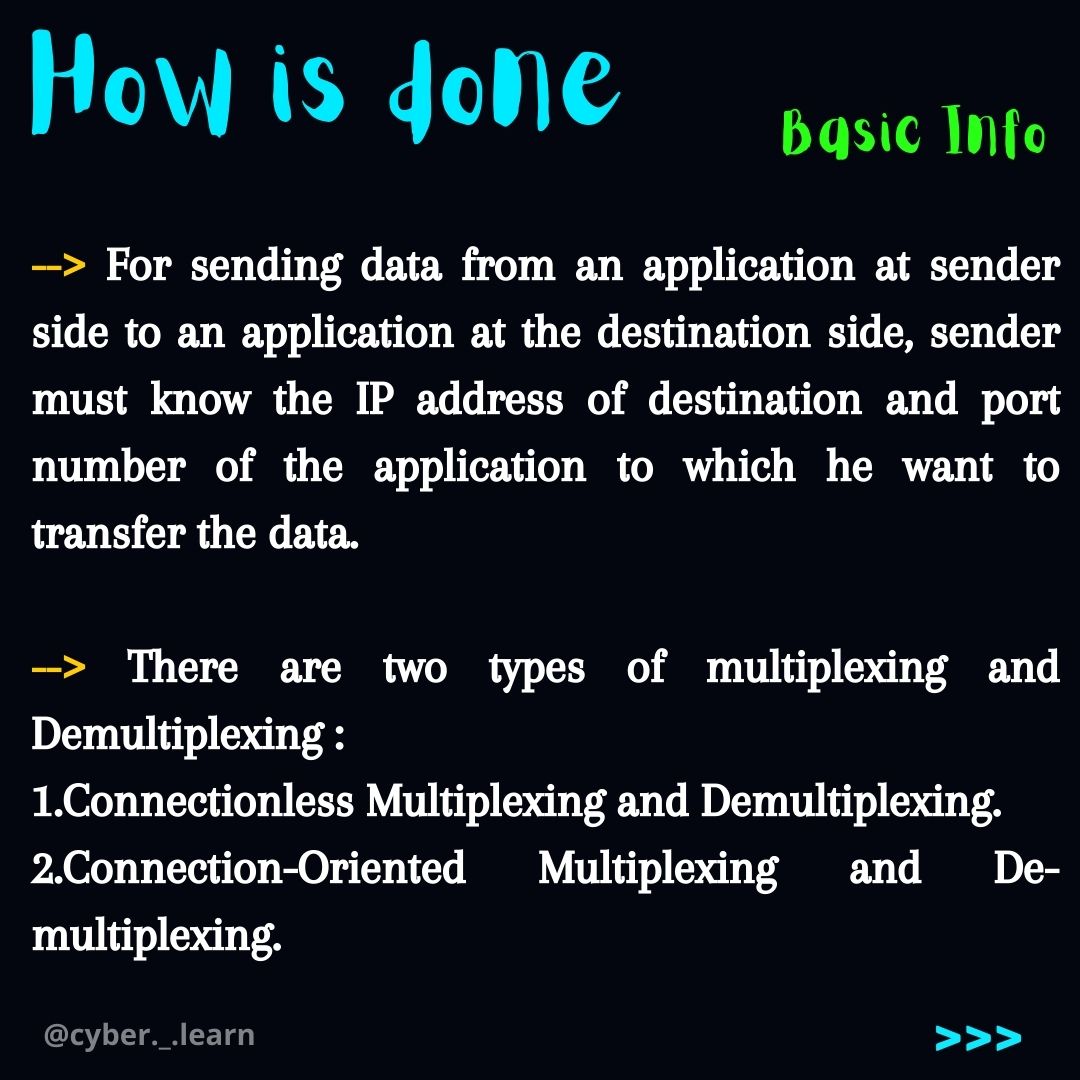 How is done
Basic Info
--> For sending data from an application at sender
side to an application at the destination side, sender
must know the IP address of destination and port
number of the application to which he want to
transfer the data.
--> There are two types of multiplexing and
Demultiplexing :
1.Connectionless Multiplexing and Demultiplexing.
2.Connection-Oriented Multiplexing and De-
multiplexing.
@cyber._.learn
>>>